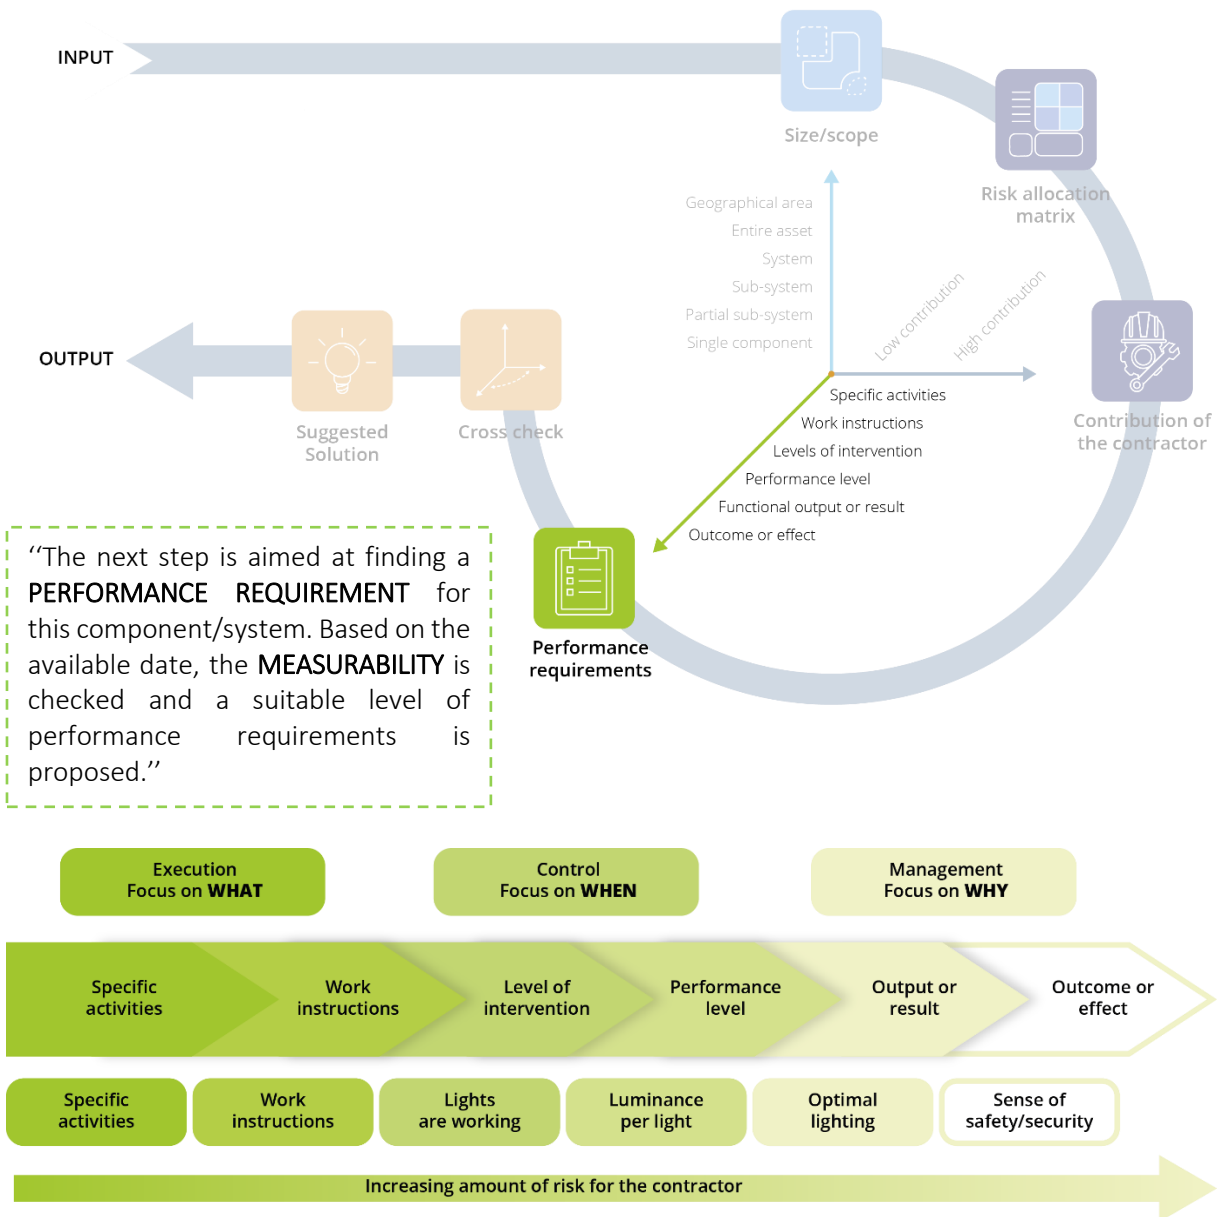 INPUT
Size/scope
Risk allocation
matrix
Geographical area
Entire asset
System
Sub-system
Partial sub-system
Single component
Low contribution
High contribution
OUTPUT
Suggested
Solution
Cross check
Contribution of
the contractor
Specific activities
Work instructions
Levels of intervention
Performance level
Functional output or result
Outcome or effect
Performance
requirements
‘‘The next step is aimed at finding a
PERFORMANCE REQUIREMENT for
this component/system. Based on the
available date, the MEASURABILITY is
checked and a suitable level of
performance requirements is
proposed.’’
Execution
Focus on WHAT
Control
Focus on WHEN
Management
Focus on WHY
Specific
activities
Work
instructions
Level of
intervention
Performance
level
Output or
result
Outcome or
effect
Specific
activities
Work
instructions
Lights
are working
Luminance
per light
Optimal
lighting
Sense of
safety/security
Increasing amount of risk for the contractor